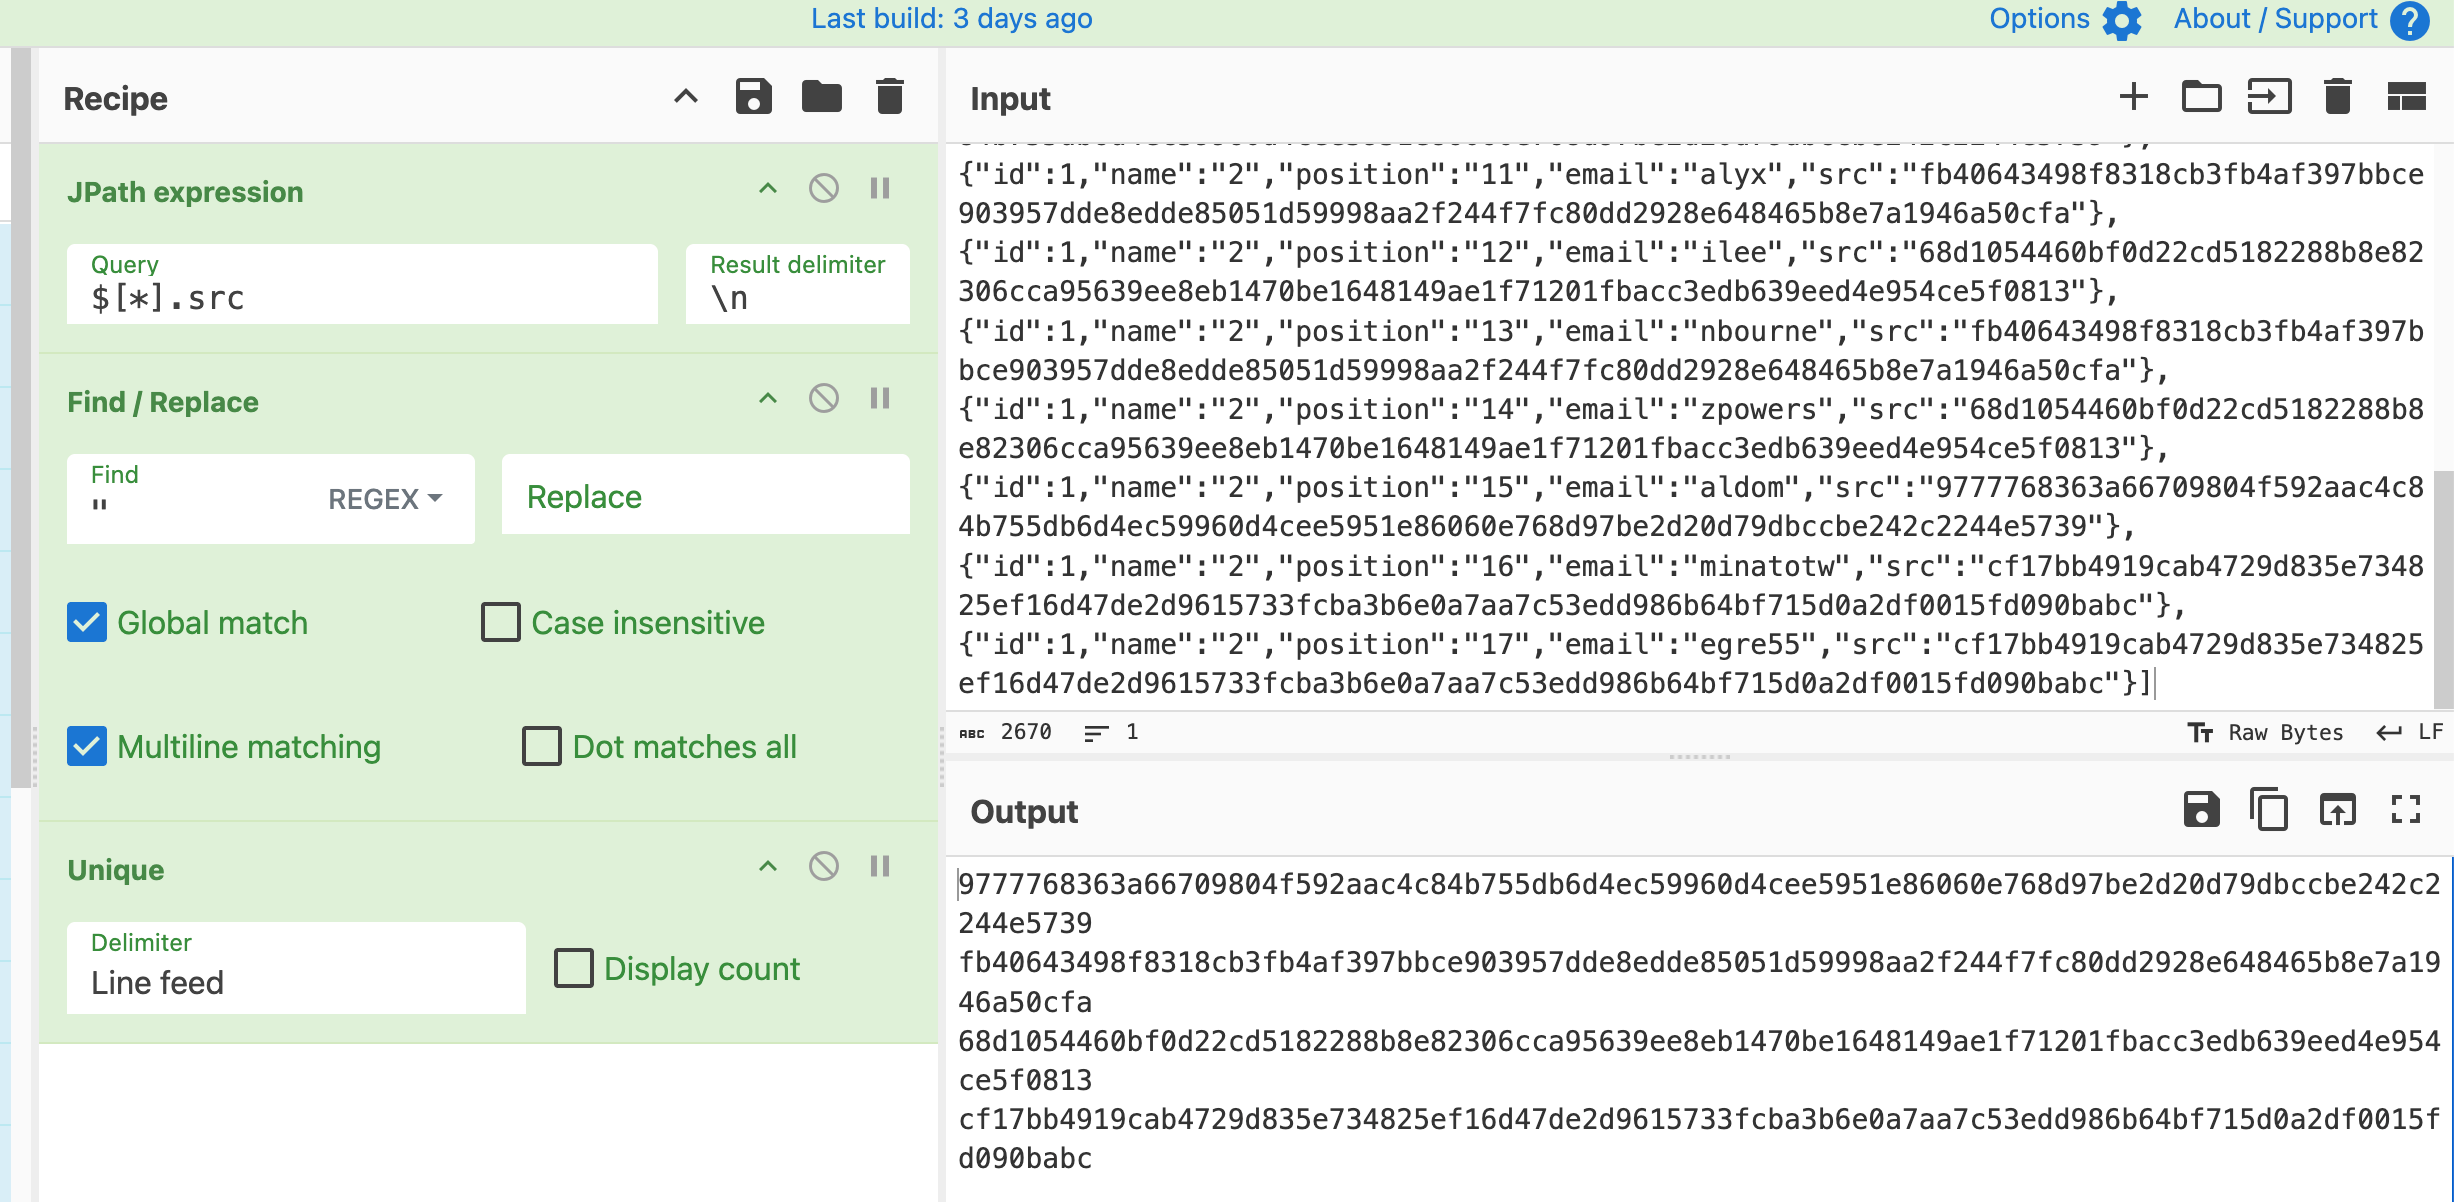 Last build: 3 days ago
Options
About / Support
Recipe
JPath expression
Query
$[*].src
Result delimiter
\n
Find / Replace
Find
"
REGEX
Replace
Global match
Case insensitive
Multiline matching
Dot matches all
Unique
Delimiter
Line feed
Display count
Input
{"id":1,"name":"2","position":"11","email":"alyx","src":"fb40643498f8318cb3fb4af397bbce
903957dde8edde85051d59998aa2f244f7fc80dd2928e648465b8e7a1946a50cfa"},
{"id":1,"name":"2","position":"12","email":"ilee","src":"68d1054460bf0d22cd5182288b8e82
306cca95639ee8eb1470be1648149ae1f71201fbacc3edb639eed4e954ce5f0813"},
{"id":1,"name":"2","position":"13","email":"nbourne","src":"fb40643498f8318cb3fb4af397b
bce903957dde8edde85051d59998aa2f244f7fc80dd2928e648465b8e7a1946a50cfa"},
{"id":1,"name":"2","position":"14","email":"zpowers","src":"68d1054460bf0d22cd5182288b8
e82306cca95639ee8eb1470be1648149ae1f71201fbacc3edb639eed4e954ce5f0813"},
{"id":1,"name":"2","position":"15","email":"aldom","src":"9777768363a66709804f592aac4c8
4b755db6d4ec59960d4cee5951e86060e768d97be2d20d79dbccbe242c2244e5739"},
{"id":1,"name":"2","position":"16","email":"minatotw","src":"cf17bb4919cab4729d835e7348
25ef16d47de2d9615733fcba3b6e0a7aa7c53edd986b64bf715d0a2df0015fd090babc"},
{"id":1,"name":"2","position":"17","email":"egre55","src":"cf17bb4919cab4729d835e734825
ef16d47de2d9615733fcba3b6e0a7aa7c53edd986b64bf715d0a2df0015fd090babc"}]
ABC 2670 1
Raw Bytes LF
Output
9777768363a66709804f592aac4c84b755db6d4ec59960d4cee5951e86060e768d97be2d20d79dbccbe242c2
244e5739
fb40643498f8318cb3fb4af397bbce903957dde8edde85051d59998aa2f244f7fc80dd2928e648465b8e7a19
46a50cfa
68d1054460bf0d22cd5182288b8e82306cca95639ee8eb1470be1648149ae1f71201fbacc3edb639eed4e954
ce5f0813
cf17bb4919cab4729d835e734825ef16d47de2d9615733fcba3b6e0a7aa7c53edd986b64bf715d0a2df0015f
d090babc